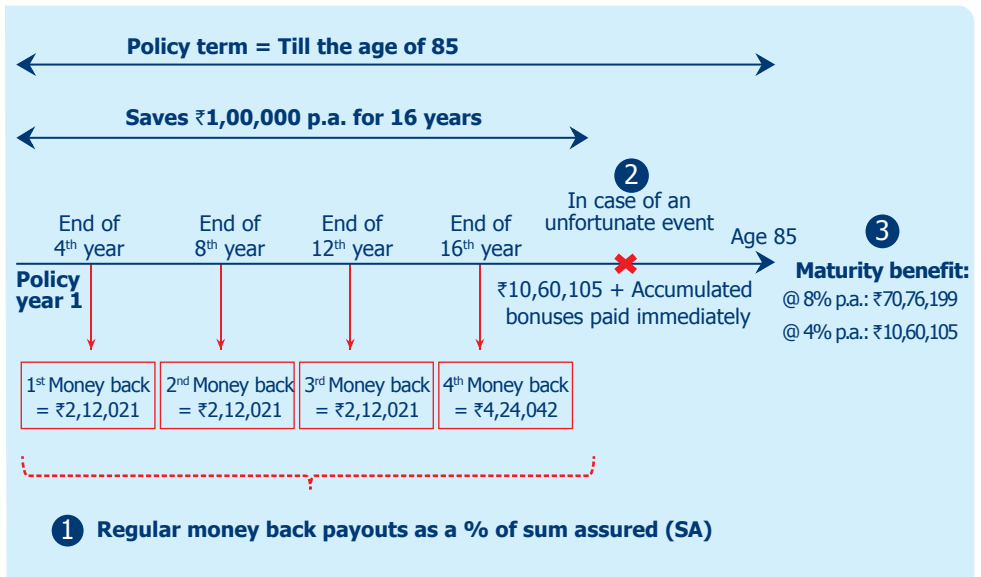 Policy term = Till the age of 85
Saves ₹1,00,000 p.a. for 16 years
2
In case of an
unfortunate event
End of
4th year
End of
8th year
End of
12th year
End of
16th year
Age 85
3
Policy
year 1
₹10,60,105 + Accumulated
bonuses paid immediately
Maturity benefit:
@ 8% p.a.: ₹70,76,199
@ 4% p.a.: ₹10,60,105
1st Money back
= ₹2,12,021
2nd Money back
= ₹2,12,021
3rd Money back
= ₹2,12,021
4th Money back
= ₹4,24,042
1 Regular money back payouts as a % of sum assured (SA)